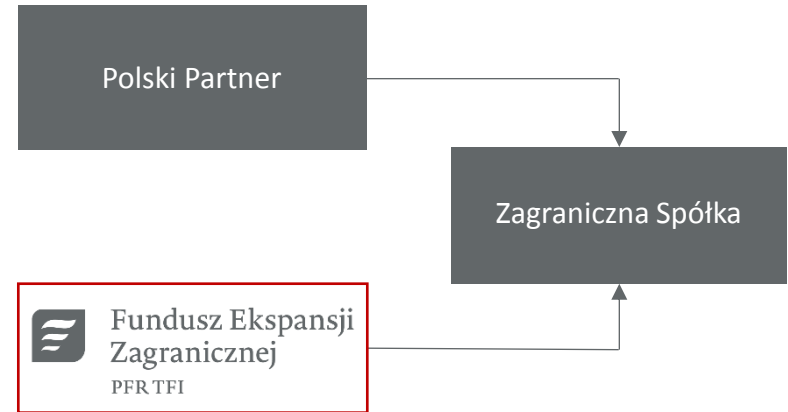 Polski Partner
Zagraniczna Spółka
Fundusz Ekspansji
Zagranicznej
PFR TFI